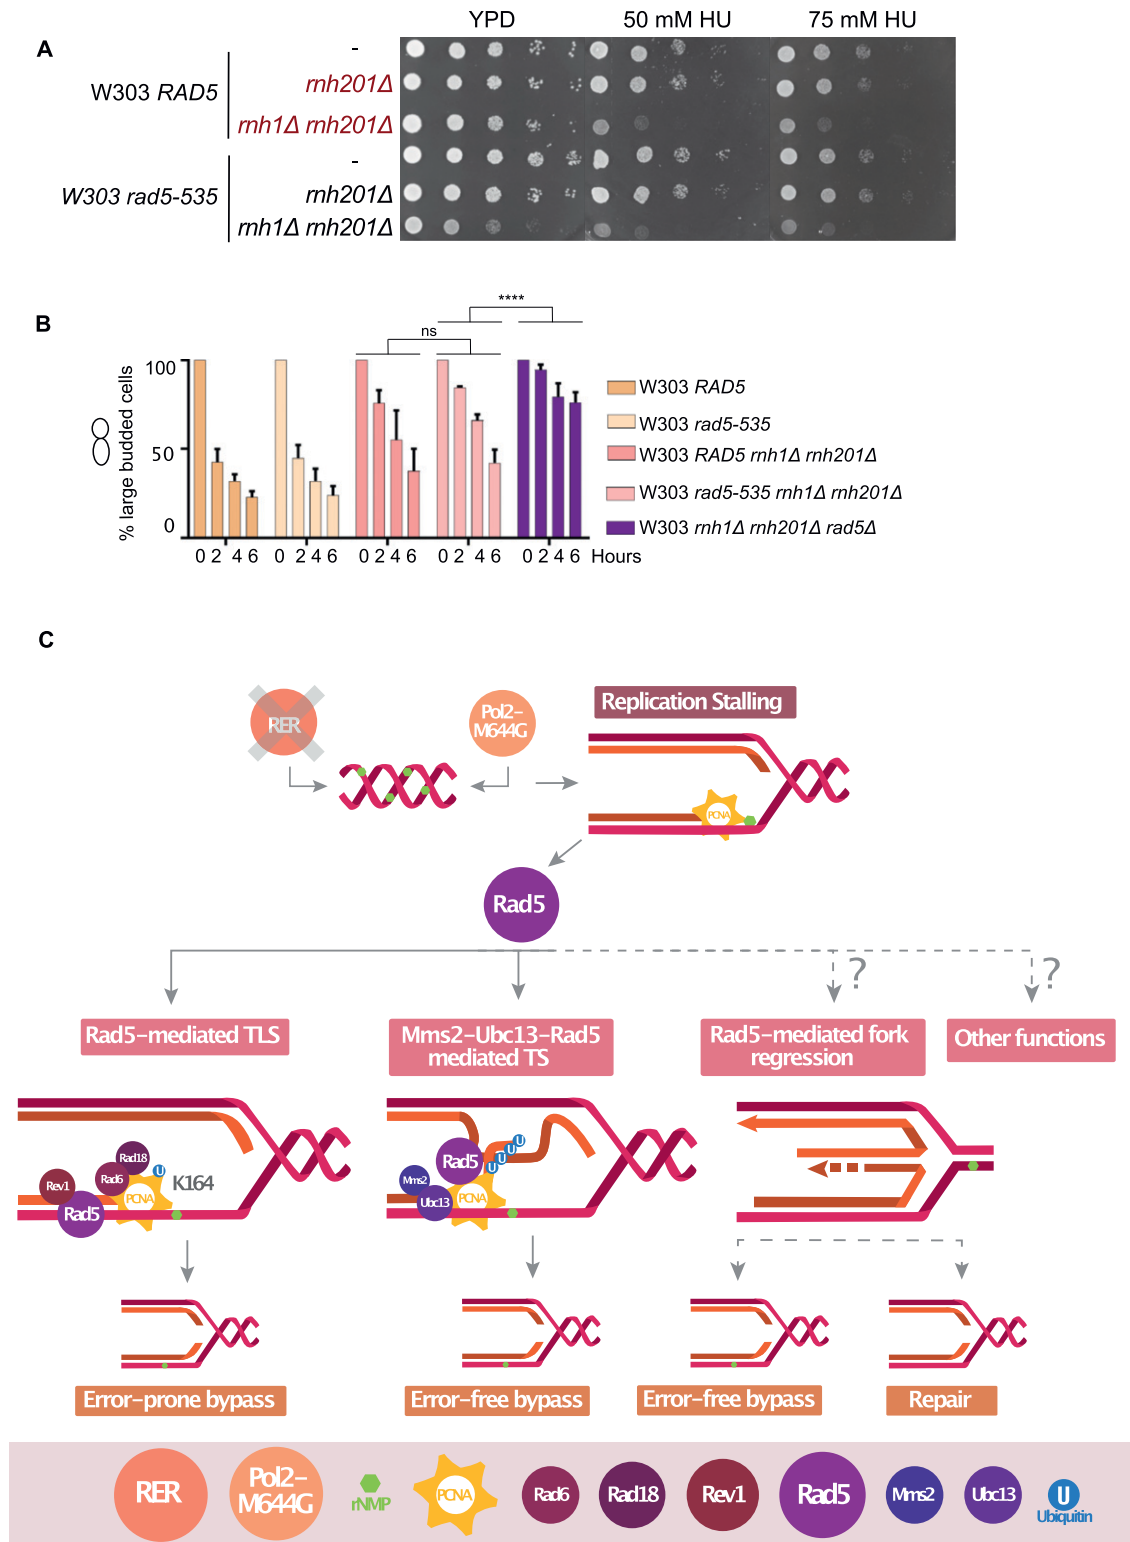 YPD 50 mM HU 75 mM HU
A
-
W303 RAD5
rnh201Δ
rnh1Δ rnh201Δ
-
W303 rad5-535
rnh201Δ
rnh1Δ rnh201Δ
B
****
ns
% large budded cells
100
50
0
0 2 4 6 0 2 4 6 0 2 4 6 0 2 4 6 0 2 4 6 Hours
W303 RAD5
W303 rad5-535
W303 RAD5 rnh1Δ rnh201Δ
W303 rad5-535 rnh1Δ rnh201Δ
W303 rnh1Δ rnh201Δ rad5Δ
C
RER
Pol2-
M644G
Replication Stalling
PCNA
Rad5
?
?
Rad5-mediated TLS
Mms2-Ubc13-Rad5
mediated TS
Rad5-mediated fork
regression
Other functions
Rad18
Rad6
U
K164
Rev1
PCNA
Rad5
U
U
U
U
Rad5
Mms2
Ubc13
PCNA
Error-prone bypass
Error-free bypass
Error-free bypass
Repair
RER
Pol2-
M644G
rNMP
PCNA
Rad6
Rad18
Rev1
Rad5
Mms2
Ubc13
U
Ubiquitin